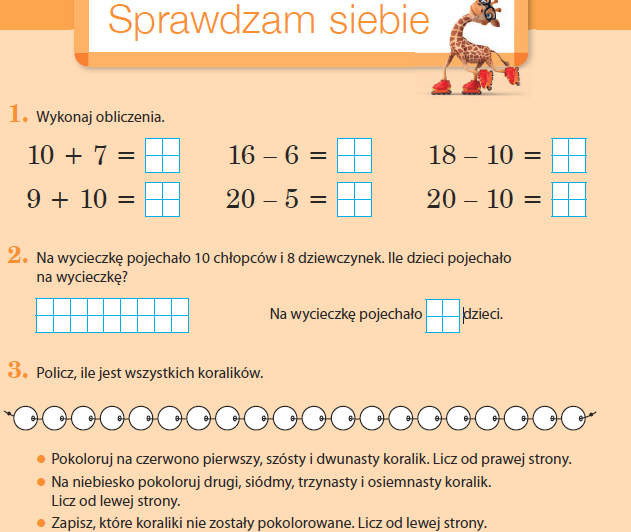 Sprawdzam siebie
1. Wykonaj obliczenia.
10 + 7 =
16 – 6 =
18 – 10 =
9 + 10 =
20 – 5 =
20 – 10 =
2. Na wycieczkę pojechało 10 chłopców i 8 dziewczynek. Ile dzieci pojechało
na wycieczkę?
Na wycieczkę pojechało dzieci.
3. Policz, ile jest wszystkich koralików.
• Pokoloruj na czerwono pierwszy, szósty i dwunasty koralik. Licz od prawej strony.
• Na niebiesko pokoloruj drugi, siódmy, trzynasty i osiemnasty koralik.
Licz od lewej strony.
• Zapisz, które koraliki nie zostały pokolorowane. Licz od lewej strony.